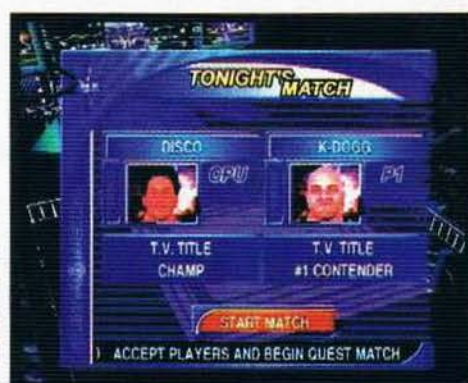 TONIGHT'S MATCH
DISCO K-DOGG
CPU P1
T.V. TITLE T.V. TITLE
CHAMP #1 CONTENDER
START MATCH
) ACCEPT PLAYERS AND BEGIN QUEST MATCH